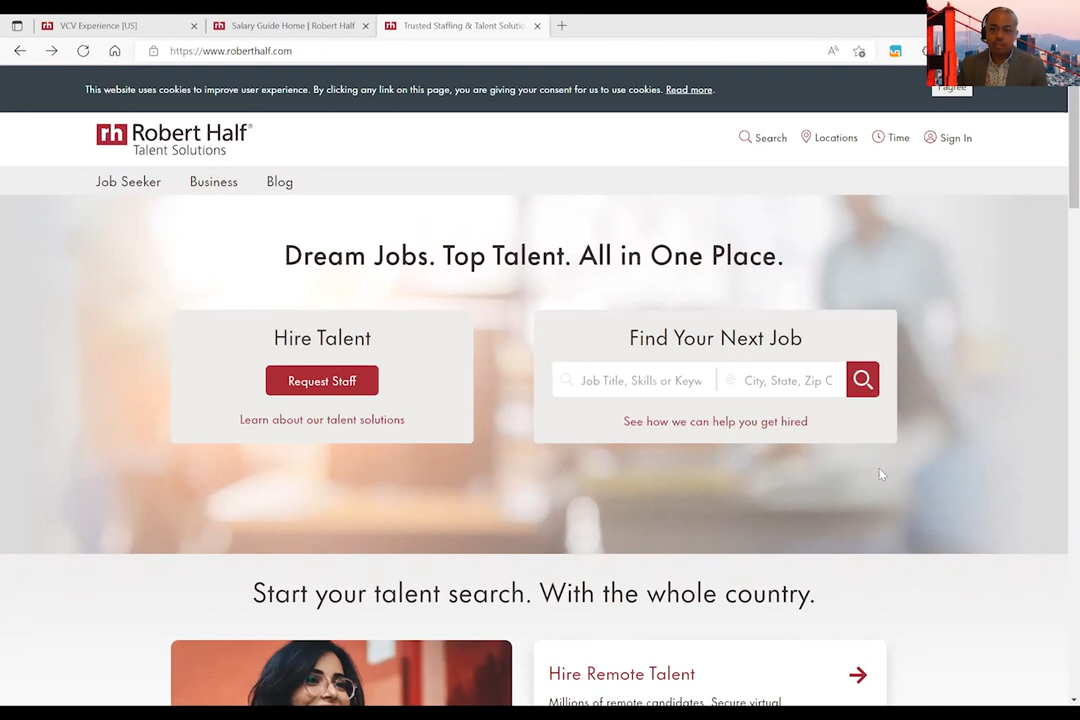 VCV Experience [US]
Salary Guide Home | Robert Half
Trusted Staffing & Talent Solutio
https://www.roberthalf.com
This website uses cookies to improve user experience. By clicking any link on this page, you are giving your consent for us to use cookies. Read more.
I agree
rh Robert Half®
Talent Solutions
Search
Locations
Time
Sign In
Job Seeker
Business
Blog
Dream Jobs. Top Talent. All in One Place.
Hire Talent
Request Staff
Learn about our talent solutions
Find Your Next Job
Job Title, Skills or Keyw
City, State, Zip C
See how we can help you get hired
Start your talent search. With the whole country.
Hire Remote Talent
Millions of remote candidates. Secure virtual